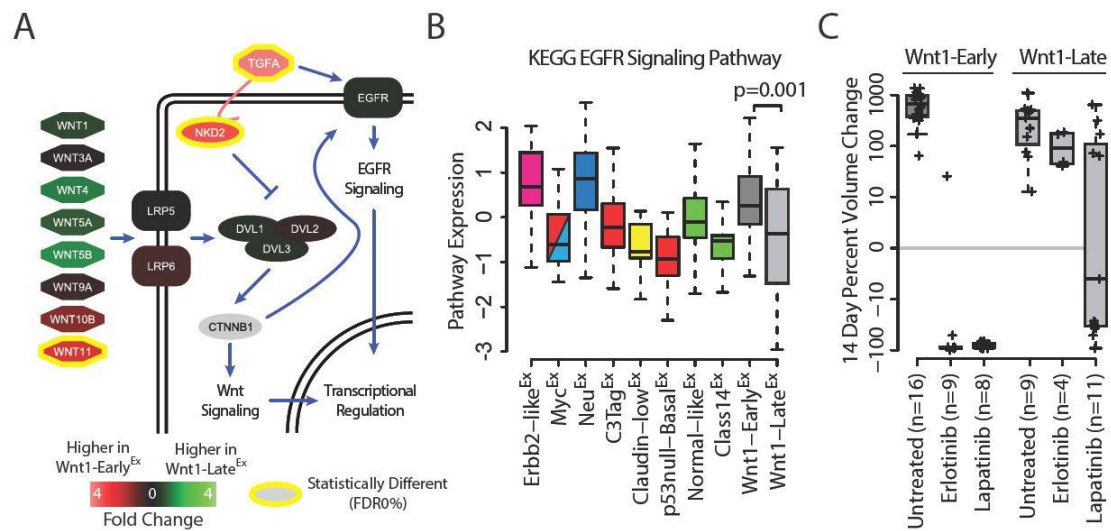 A
TGFA
EGFR
NKD2
WNT1
WNT3A
WNT4
WNT5A
WNT5B
WNT9A
WNT10B
WNT11
LRP5
LRP6
DVL1
DVL2
DVL3
CTNNB1
EGFR
Signaling
Wnt
Signaling
Transcriptional
Regulation
Higher in
Wnt1-Early^Ex
Higher in
Wnt1-Late^Ex
4 0 4
Fold Change
Statistically Different
(FDR0%)
B
KEGG EGFR Signaling Pathway
p=0.001
Pathway Expression
2
1
0
-1
-2
-3
Erbb2-like^Ex
Myc^Ex
Neu^Ex
C3Tag^Ex
Claudin-low^Ex
p53null-Basal^Ex
Normal-like^Ex
Class14^Ex
Wnt1-Early^Ex
Wnt1-Late^Ex
C
Wnt1-Early
Wnt1-Late
14 Day Percent Volume Change
1000
100
10
0
-10
-100
Untreated (n=16)
Erlotinib (n=9)
Lapatinib (n=8)
Untreated (n=9)
Erlotinib (n=4)
Lapatinib (n=11)